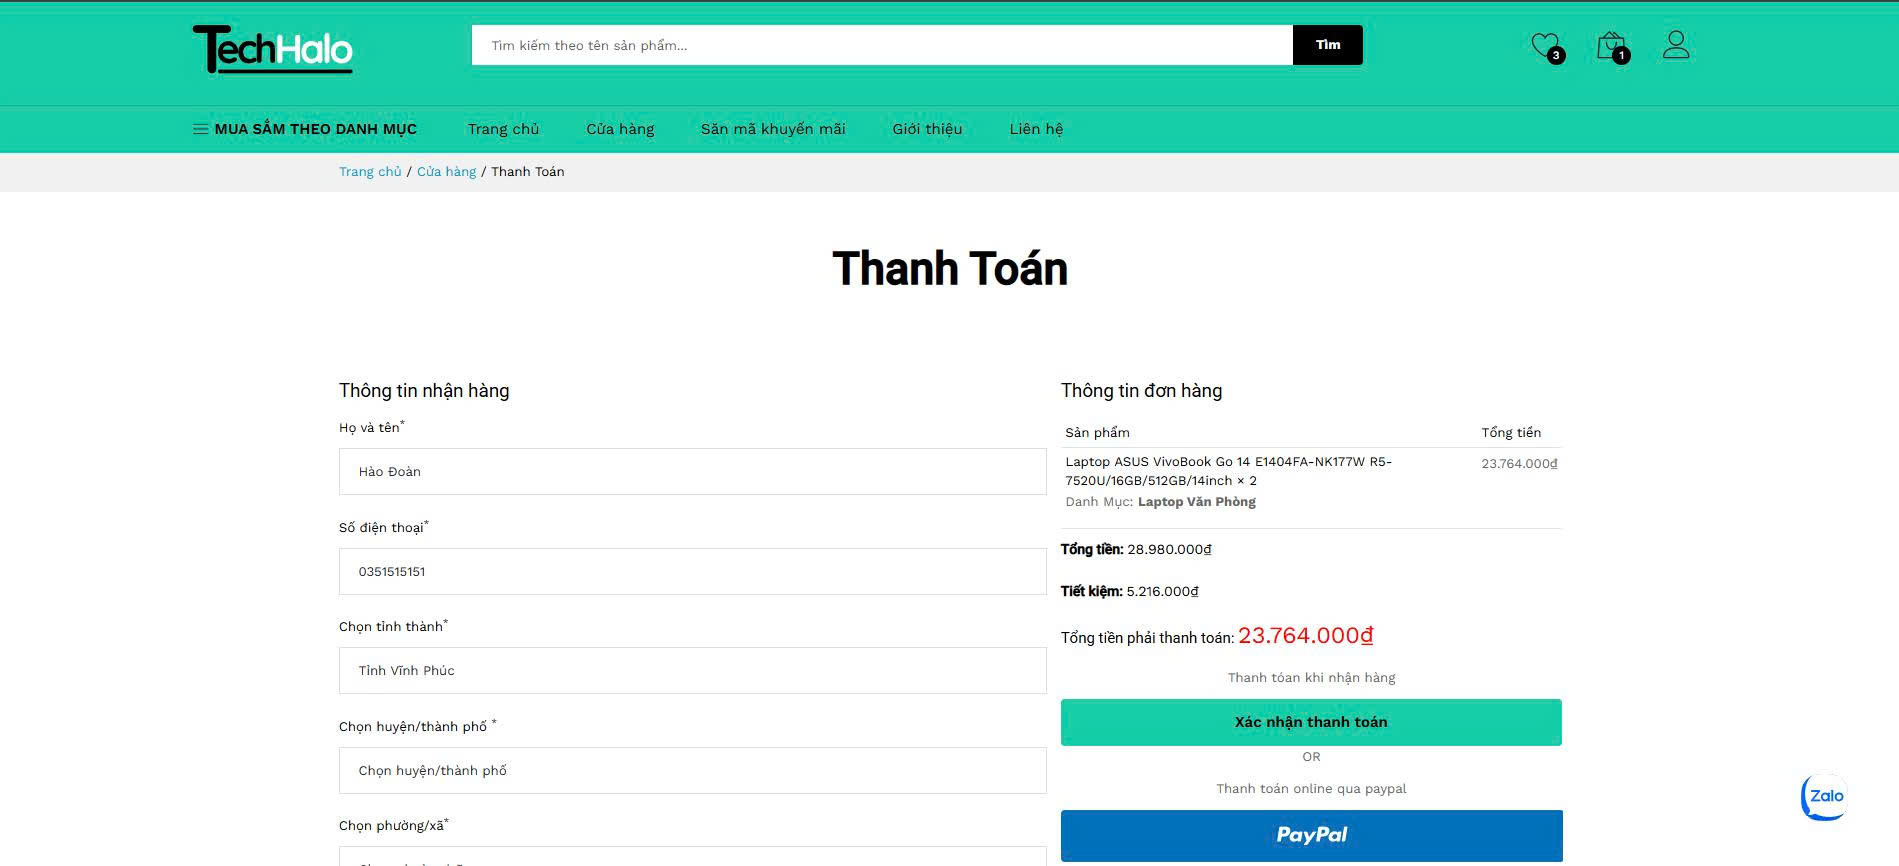 TechHalo
Tìm kiếm theo tên sản phẩm...
Tìm
3
1
MUA SẮM THEO DANH MỤC
Trang chủ
Cửa hàng
Săn mã khuyến mãi
Giới thiệu
Liên hệ
Trang chủ / Cửa hàng / Thanh Toán
Thanh Toán
Thông tin nhận hàng
Họ và tên*
Hào Đoàn
Số điện thoại*
0351515151
Chọn tỉnh thành*
Tỉnh Vĩnh Phúc
Chọn huyện/thành phố *
Chọn huyện/thành phố
Chọn phường/xã*
Thông tin đơn hàng
Sản phẩm
Tổng tiền
Laptop ASUS VivoBook Go 14 E1404FA-NK177W R5-
23.764.000₫
7520U/16GB/512GB/14inch × 2
Danh Mục: Laptop Văn Phòng
Tổng tiền: 28.980.000₫
Tiết kiệm: 5.216.000₫
Tổng tiền phải thanh toán: 23.764.000₫
Thanh tóan khi nhận hàng
Xác nhận thanh toán
OR
Thanh toán online qua paypal
PayPal
Zalo